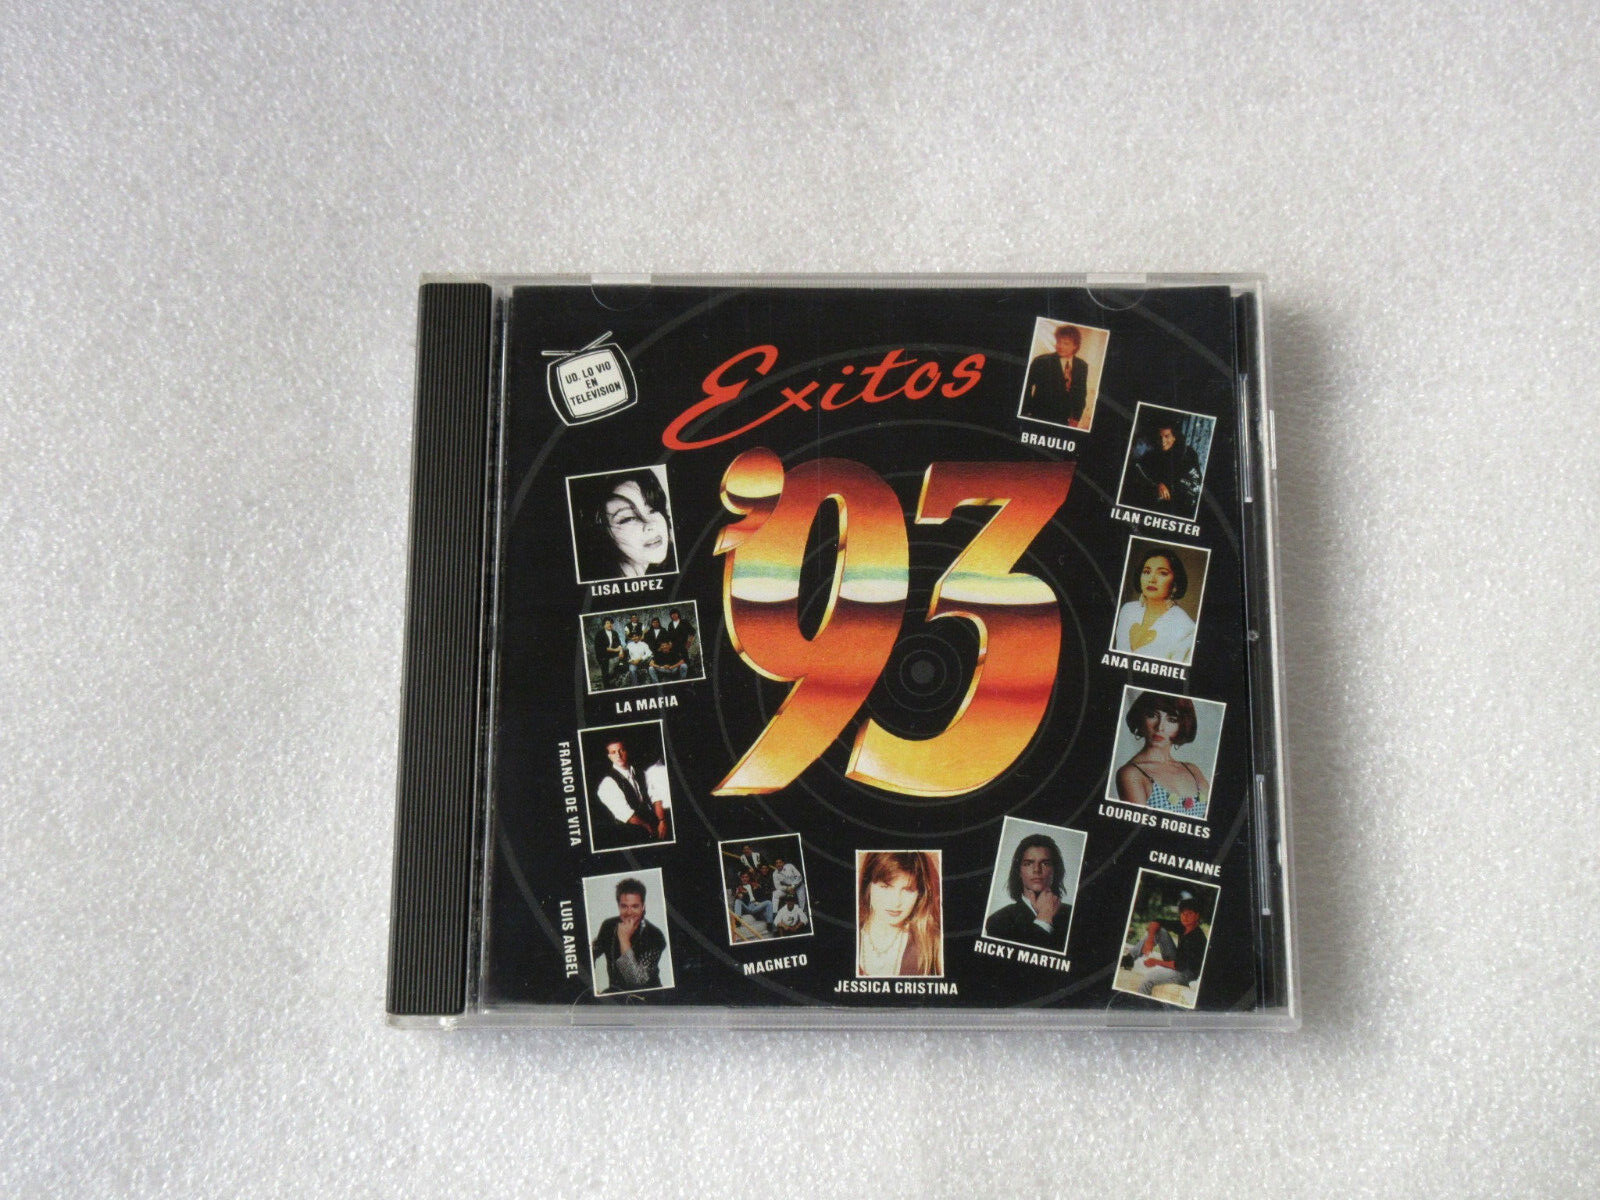 UD. LO VIO
EN
TELEVISION
Exitos
'93
BRAULIO
ILAN CHESTER
LISA LOPEZ
ANA GABRIEL
LA MAFIA
FRANCO DE VITA
LOURDES ROBLES
CHAYANNE
LUIS ANGEL
MAGNETO
JESSICA CRISTINA
RICKY MARTIN